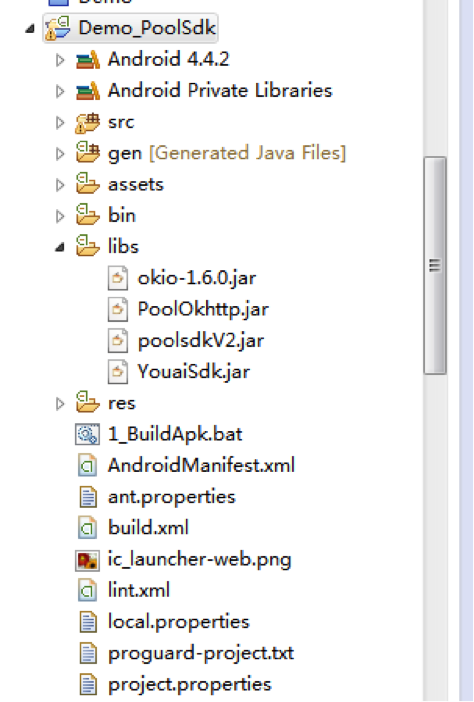 Demo
Demo_PoolSdk
Android 4.4.2
Android Private Libraries
src
gen [Generated Java Files]
assets
bin
libs
okio-1.6.0.jar
PoolOkhttp.jar
poolsdkV2.jar
YouaiSdk.jar
res
1_BuildApk.bat
AndroidManifest.xml
ant.properties
build.xml
ic_launcher-web.png
lint.xml
local.properties
proguard-project.txt
project.properties